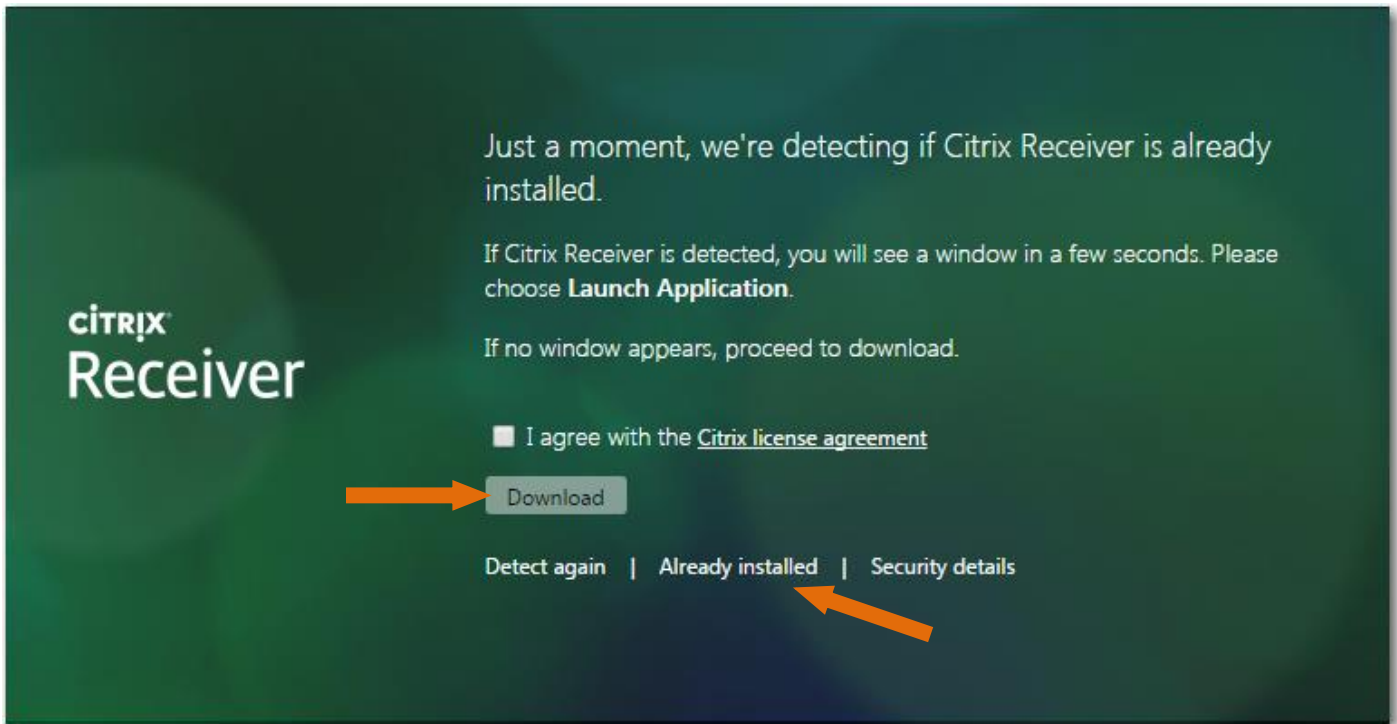 Just a moment, we're detecting if Citrix Receiver is already
installed.
If Citrix Receiver is detected, you will see a window in a few seconds. Please
choose Launch Application.
If no window appears, proceed to download.
CITRIX
Receiver
I agree with the Citrix license agreement
Download
Detect again | Already installed | Security details